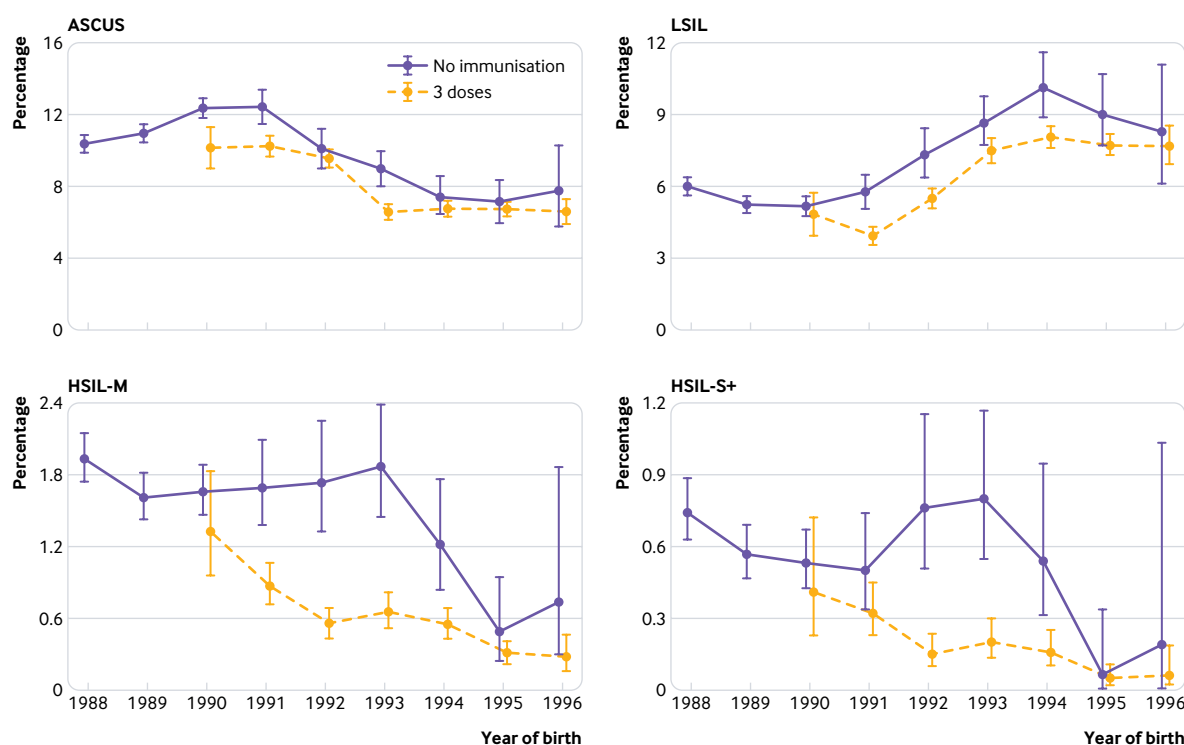 ASCUS
Percentage
16
12
8
4
0
No immunisation
3 doses
LSIL
Percentage
12
9
6
3
0
HSIL-M
Percentage
2.4
1.8
1.2
0.6
0
1988 1989 1990 1991 1992 1993 1994 1995 1996
Year of birth
HSIL-S+
Percentage
1.2
0.9
0.6
0.3
0
1988 1989 1990 1991 1992 1993 1994 1995 1996
Year of birth